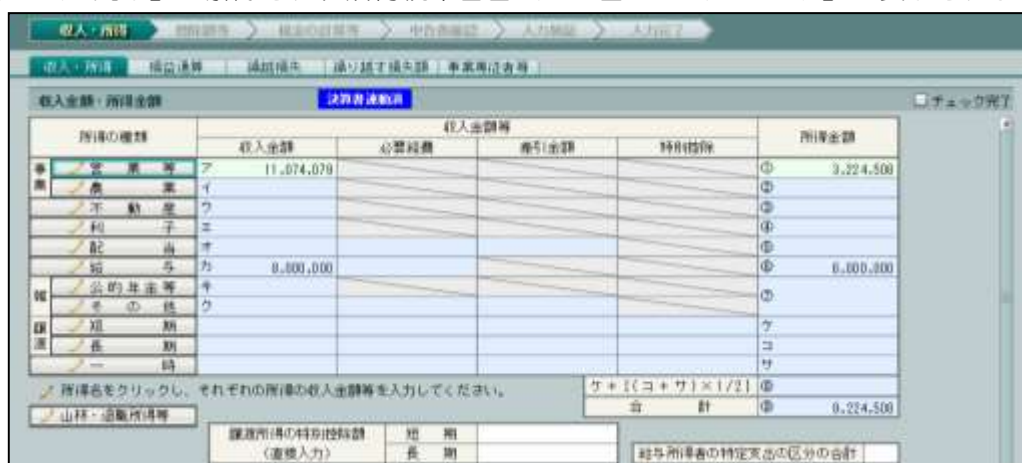 収入・所得
損益通算
繰越損失
繰り越す損失額
事業専従者等
収入金額・所得金額
決算書連動済
チェック完了
所得の種類
収入金額等
所得金額
収入金額
必要経費
差引金額
特別控除
事業
営業等 ア 11,074,079 ① 3,224,508
農業 イ ②
不動産 ウ ③
利子 エ ④
配当 オ ⑤
給与 カ 8,000,000 ⑥ 6,000,000
雑
公的年金等 キ ⑦
その他 ク
譲渡
短期 ケ
長期 コ
一時 サ
所得名をクリックし、それぞれの所得の収入金額等を入力してください。
ケ+[(コ+サ)×1/2]
合計 9,224,508
山林・退職所得等
譲渡所得の特別控除額
(直接入力)
短期
長期
給与所得者の特定支出の区分の合計